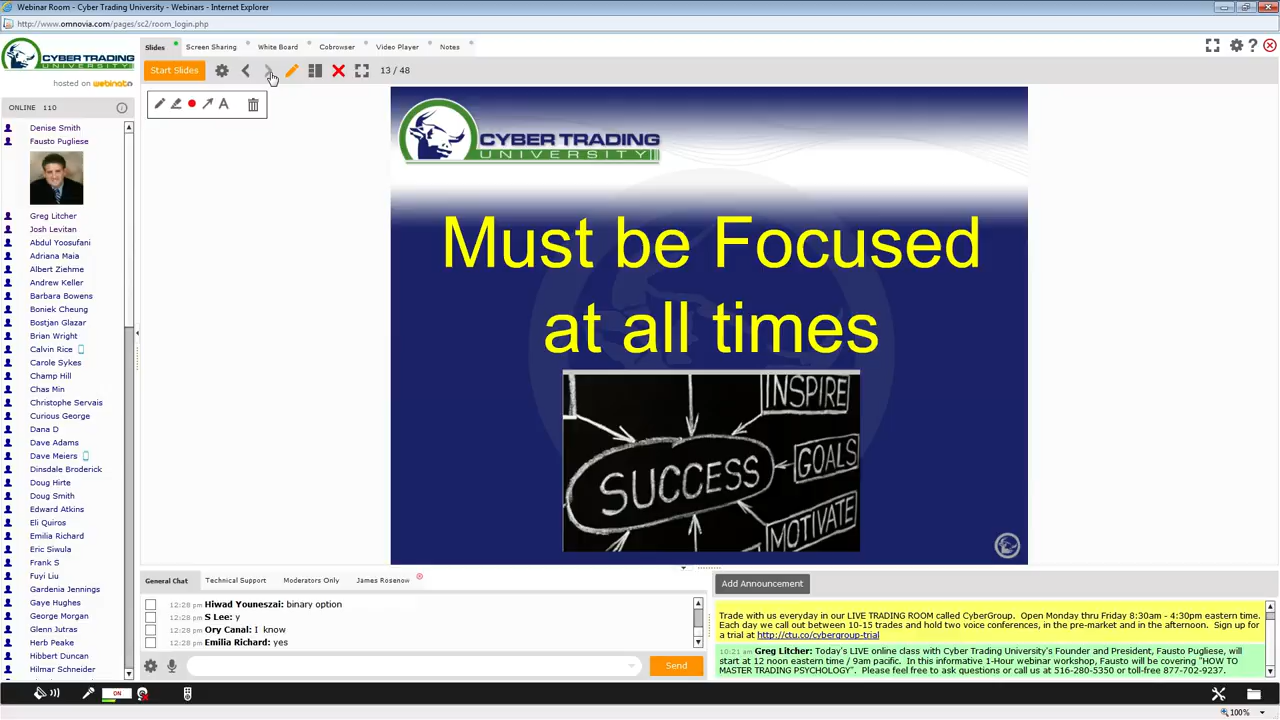 Webinar Room - Cyber Trading University - Webinars - Internet Explorer
http://www.omnovia.com/pages/sc2/room_login.php
CYBER TRADING
UNIVERSITY
hosted on webinato
Slides
Screen Sharing
White Board
Cobrowser
Video Player
Notes
Start Slides
13 / 48
A
ONLINE 110
Denise Smith
Fausto Pugliese
Greg Litcher
Josh Levitan
Abdul Yoosufani
Adriana Maia
Albert Ziehme
Andrew Keller
Barbara Bowens
Boniek Cheung
Bostjan Glazar
Brian Wright
Calvin Rice
Carole Sykes
Champ Hill
Chas Min
Christophe Servais
Curious George
Dana D
Dave Adams
Dave Meiers
Dinsdale Broderick
Doug Hirte
Doug Smith
Edward Atkins
Eli Quiros
Emilia Richard
Eric Siwula
Frank S
Fuyi Liu
Gardenia Jennings
Gaye Hughes
George Morgan
Glenn Jutras
Herb Peake
Hibbert Duncan
Hilmar Schneider
CYBER TRADING
UNIVERSITY
Must be Focused
at all times
INSPIRE
SUCCESS
GOALS
MOTIVATE
General Chat
Technical Support
Moderators Only
James Rosenow
12:28 pm Hiwad Youneszai: binary option
12:28 pm S Lee: y
12:28 pm Ory Canal: I know
12:28 pm Emilia Richard: yes
Send
Add Announcement
Trade with us everyday in our LIVE TRADING ROOM called CyberGroup. Open Monday thru Friday 8:30am - 4:30pm eastern time.
Each day we call out between 10-15 trades and hold two voice conferences, in the pre-market and in the afternoon. Sign up for
a trial at http://ctu.co/cybergroup-trial
10:21 am Greg Litcher: Today's LIVE online class with Cyber Trading University's Founder and President, Fausto Pugliese, will
start at 12 noon eastern time / 9am pacific. In this informative 1-Hour webinar workshop, Fausto will be covering "HOW TO
MASTER TRADING PSYCHOLOGY". Please feel free to ask questions or call us at 516-280-5350 or toll-free 877-702-9237.
ON
100%